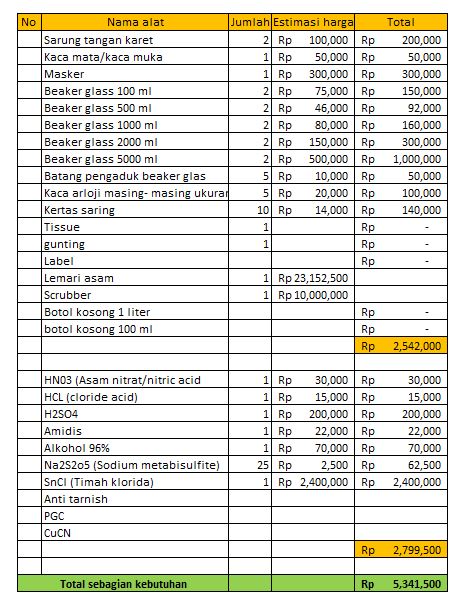 No Nama alat Jumlah Estimasi harga Total
Sarung tangan karet 2 Rp 100,000 Rp 200,000
Kaca mata/kaca muka 1 Rp 50,000 Rp 50,000
Masker 1 Rp 300,000 Rp 300,000
Beaker glass 100 ml 2 Rp 75,000 Rp 150,000
Beaker glass 500 ml 2 Rp 46,000 Rp 92,000
Beaker glass 1000 ml 2 Rp 80,000 Rp 160,000
Beaker glass 2000 ml 2 Rp 150,000 Rp 300,000
Beaker glass 5000 ml 2 Rp 500,000 Rp 1,000,000
Batang pengaduk beaker glas 5 Rp 10,000 Rp 50,000
Kaca arloji masing- masing ukuran 5 Rp 20,000 Rp 100,000
Kertas saring 10 Rp 14,000 Rp 140,000
Tissue 1 Rp -
gunting 1 Rp -
Label Rp -
Lemari asam 1 Rp 23,152,500
Scrubber 1 Rp 10,000,000
Botol kosong 1 liter Rp -
botol kosong 100 ml Rp -
Rp 2,542,000
HN03 (Asam nitrat/nitric acid 1 Rp 30,000 Rp 30,000
HCL (cloride acid) 1 Rp 15,000 Rp 15,000
H2SO4 1 Rp 200,000 Rp 200,000
Amidis 1 Rp 22,000 Rp 22,000
Alkohol 96% 1 Rp 70,000 Rp 70,000
Na2S2o5 (Sodium metabisulfite) 25 Rp 2,500 Rp 62,500
SnCl (Timah klorida) 1 Rp 2,400,000 Rp 2,400,000
Anti tarnish
PGC
CuCN
Rp 2,799,500
Total sebagian kebutuhan Rp 5,341,500